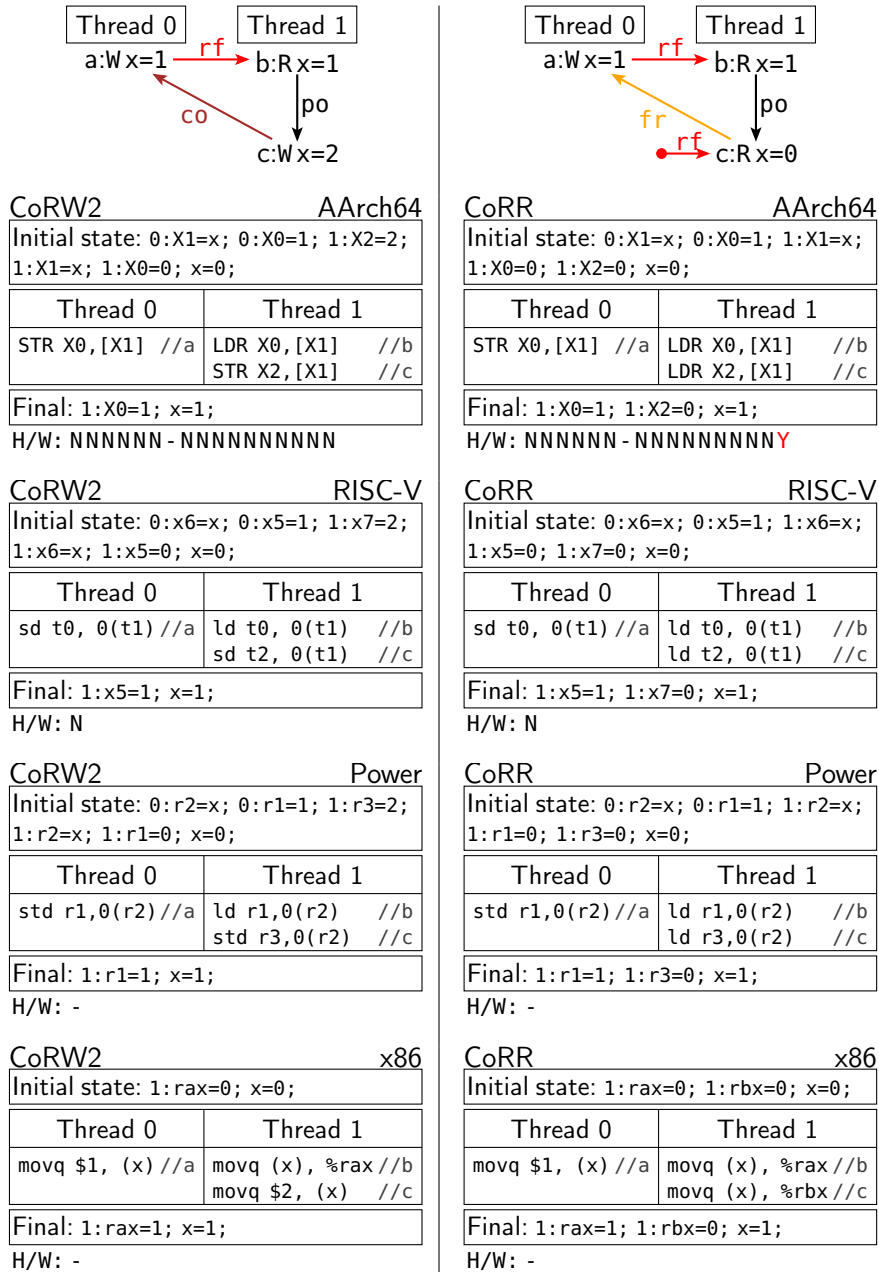 Thread 0 Thread 1
a:W x=1 rf b:R x=1
co po
c:W x=2
CoRW2 AArch64
Initial state: 0:X1=x; 0:X0=1; 1:X2=2;
1:X1=x; 1:X0=0; x=0;
Thread 0 Thread 1
STR X0,[X1] //a LDR X0,[X1] //b
STR X2,[X1] //c
Final: 1:X0=1; x=1;
H/W: NNNNNN-NNNNNNNNNN
CoRW2 RISC-V
Initial state: 0:x6=x; 0:x5=1; 1:x7=2;
1:x6=x; 1:x5=0; x=0;
Thread 0 Thread 1
sd t0, 0(t1) //a ld t0, 0(t1) //b
sd t2, 0(t1) //c
Final: 1:x5=1; x=1;
H/W: N
CoRW2 Power
Initial state: 0:r2=x; 0:r1=1; 1:r3=2;
1:r2=x; 1:r1=0; x=0;
Thread 0 Thread 1
std r1,0(r2) //a ld r1,0(r2) //b
std r3,0(r2) //c
Final: 1:r1=1; x=1;
H/W: -
CoRW2 x86
Initial state: 1:rax=0; x=0;
Thread 0 Thread 1
movq $1, (x) //a movq (x), %rax //b
movq $2, (x) //c
Final: 1:rax=1; x=1;
H/W: -
Thread 0 Thread 1
a:W x=1 rf b:R x=1
fr po
rf c:R x=0
CoRR AArch64
Initial state: 0:X1=x; 0:X0=1; 1:X1=x;
1:X0=0; 1:X2=0; x=0;
Thread 0 Thread 1
STR X0,[X1] //a LDR X0,[X1] //b
LDR X2,[X1] //c
Final: 1:X0=1; 1:X2=0; x=1;
H/W: NNNNNN-NNNNNNNNNY
CoRR RISC-V
Initial state: 0:x6=x; 0:x5=1; 1:x6=x;
1:x5=0; 1:x7=0; x=0;
Thread 0 Thread 1
sd t0, 0(t1) //a ld t0, 0(t1) //b
ld t2, 0(t1) //c
Final: 1:x5=1; 1:x7=0; x=1;
H/W: N
CoRR Power
Initial state: 0:r2=x; 0:r1=1; 1:r2=x;
1:r1=0; 1:r3=0; x=0;
Thread 0 Thread 1
std r1,0(r2) //a ld r1,0(r2) //b
ld r3,0(r2) //c
Final: 1:r1=1; 1:r3=0; x=1;
H/W: -
CoRR x86
Initial state: 1:rax=0; 1:rbx=0; x=0;
Thread 0 Thread 1
movq $1, (x) //a movq (x), %rax //b
movq (x), %rbx //c
Final: 1:rax=1; 1:rbx=0; x=1;
H/W: -